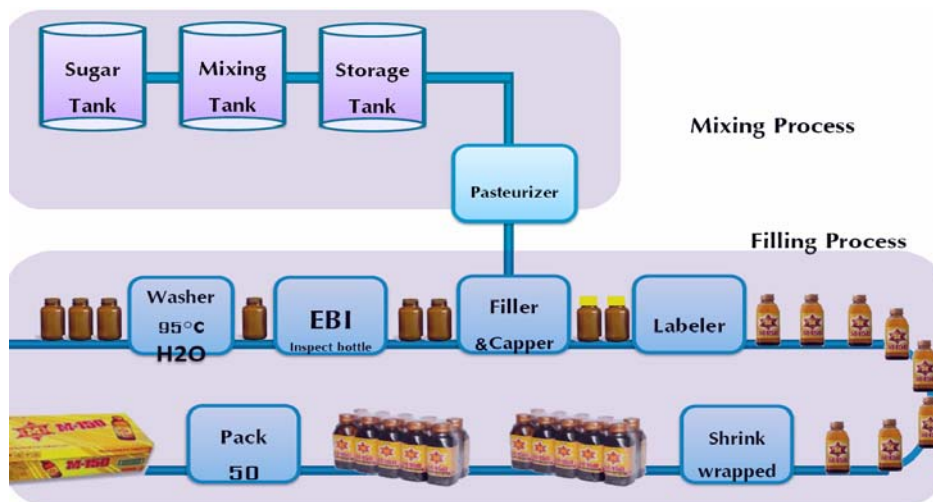 Sugar
Tank
Mixing
Tank
Storage
Tank
Mixing Process
Pasteurizer
Filling Process
Washer
95°c
H2O
EBI
Inspect bottle
Filler
&Capper
Labeler
M-150
M-150
Pack
50
Shrink
wrapped